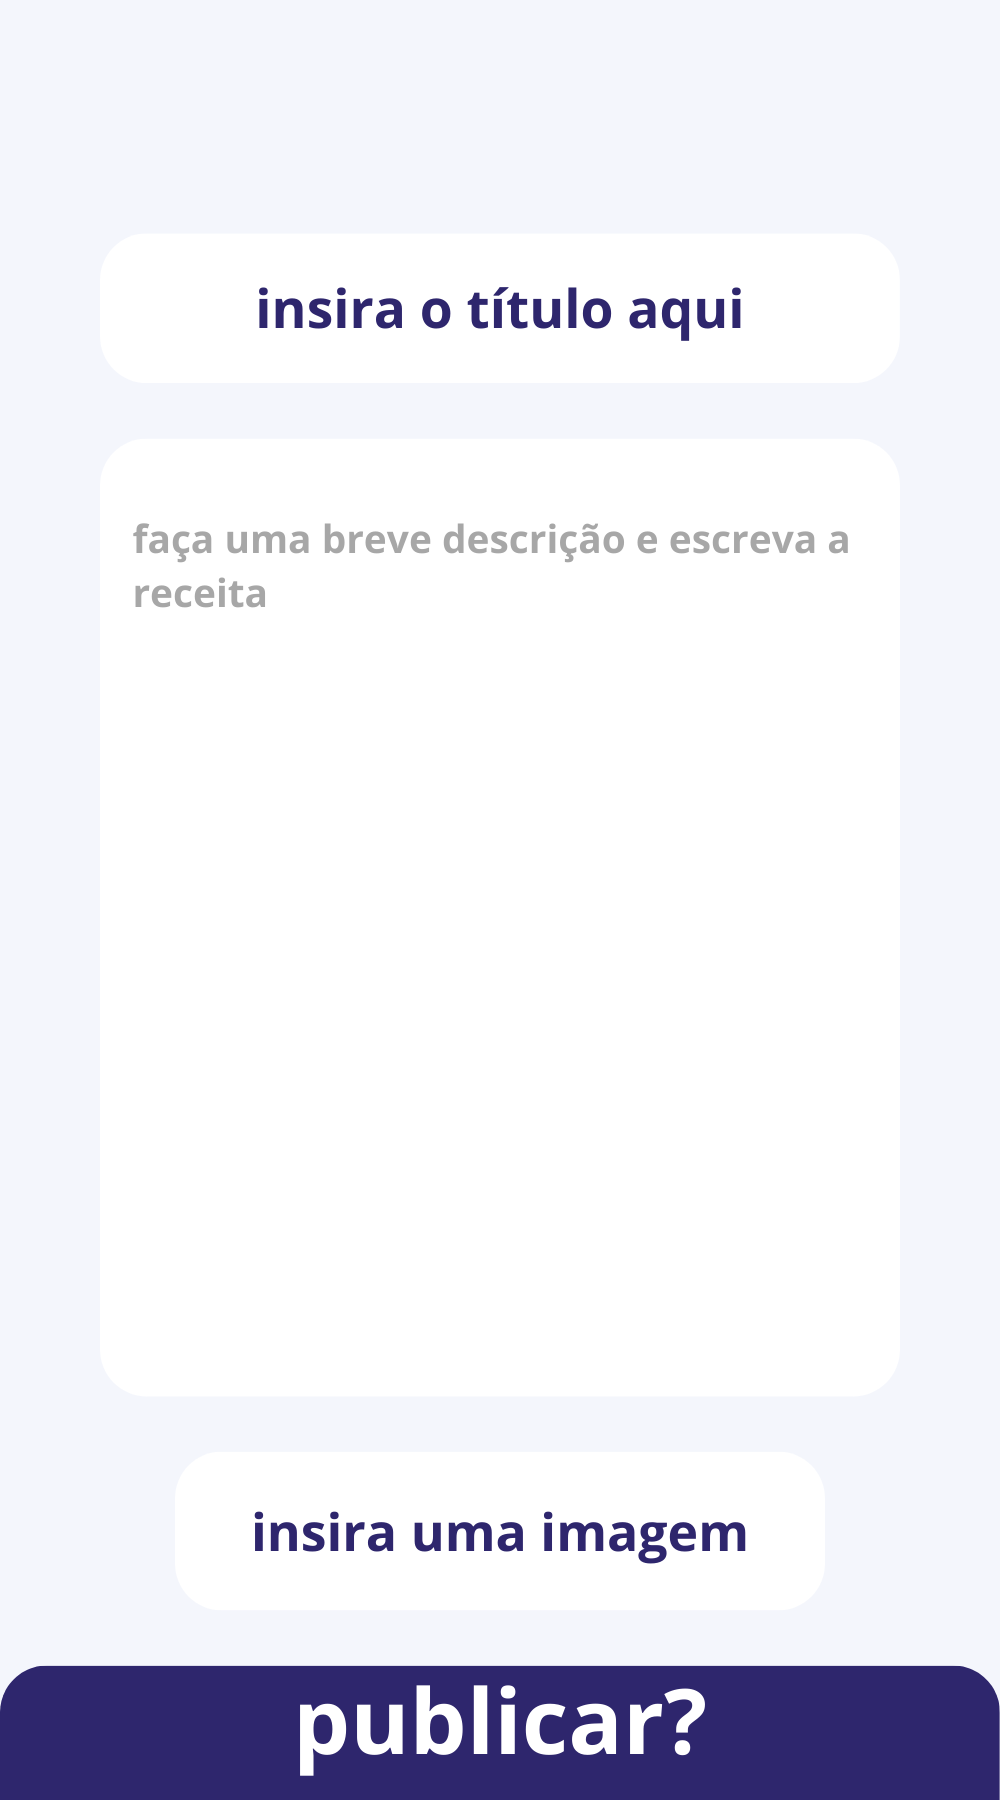 insira o título aqui
faça uma breve descrição e escreva a
receita
insira uma imagem
publicar?